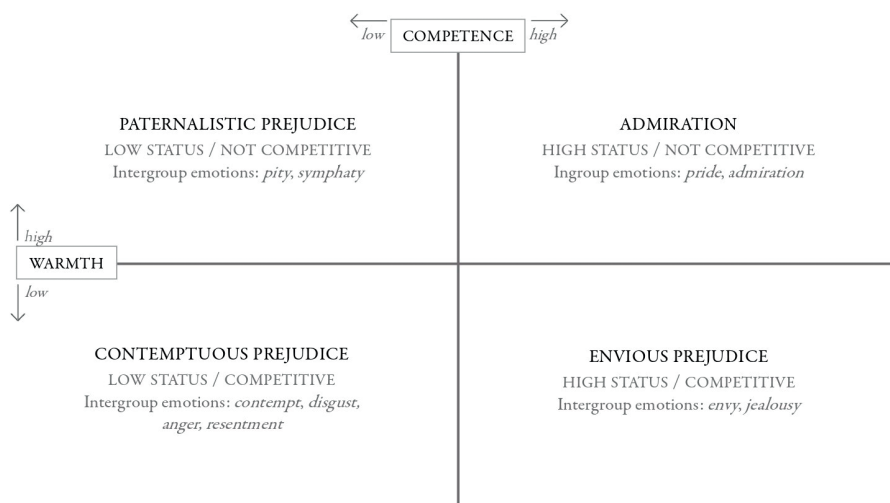 COMPETENCE
low
high
PATERNALISTIC PREJUDICE
LOW STATUS / NOT COMPETITIVE
Intergroup emotions: pity, symphaty
ADMIRATION
HIGH STATUS / NOT COMPETITIVE
Ingroup emotions: pride, admiration
high
WARMTH
low
CONTEMPTUOUS PREJUDICE
LOW STATUS / COMPETITIVE
Intergroup emotions: contempt, disgust,
anger, resentment
ENVIOUS PREJUDICE
HIGH STATUS / COMPETITIVE
Intergroup emotions: envy, jealousy